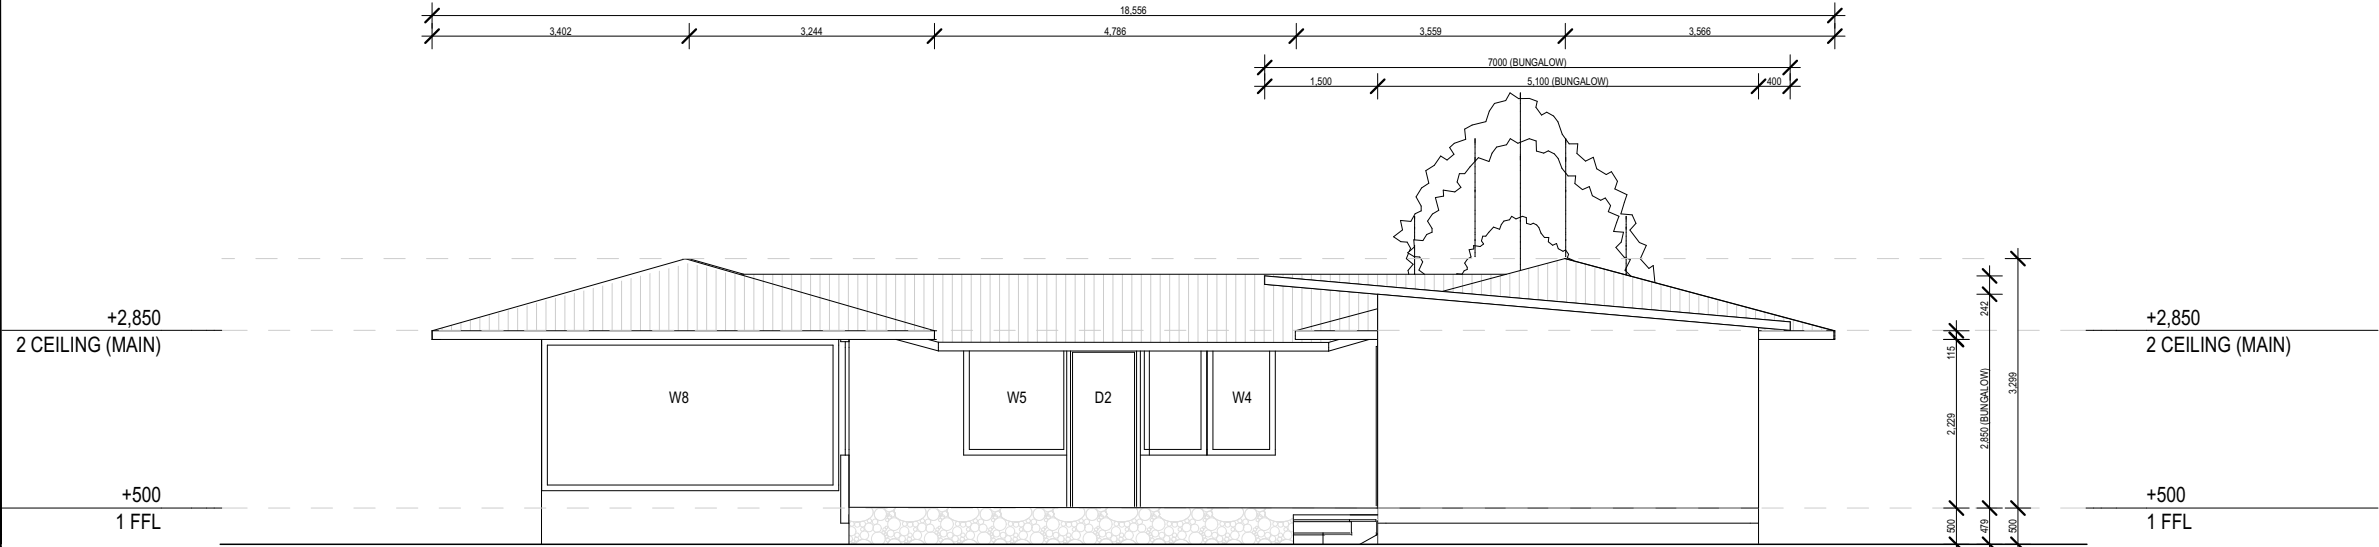 18,556
3,402 3,244 4,786 3,559 3,566
7000 (BUNGALOW)
1,500 5,100 (BUNGALOW) 400
+2,850
2 CEILING (MAIN)
+2,850
2 CEILING (MAIN)
242
115
3,299
2,850 (BUNGALOW)
2,229
W8
W5
D2
W4
+500
1 FFL
+500
1 FFL
500
479
500